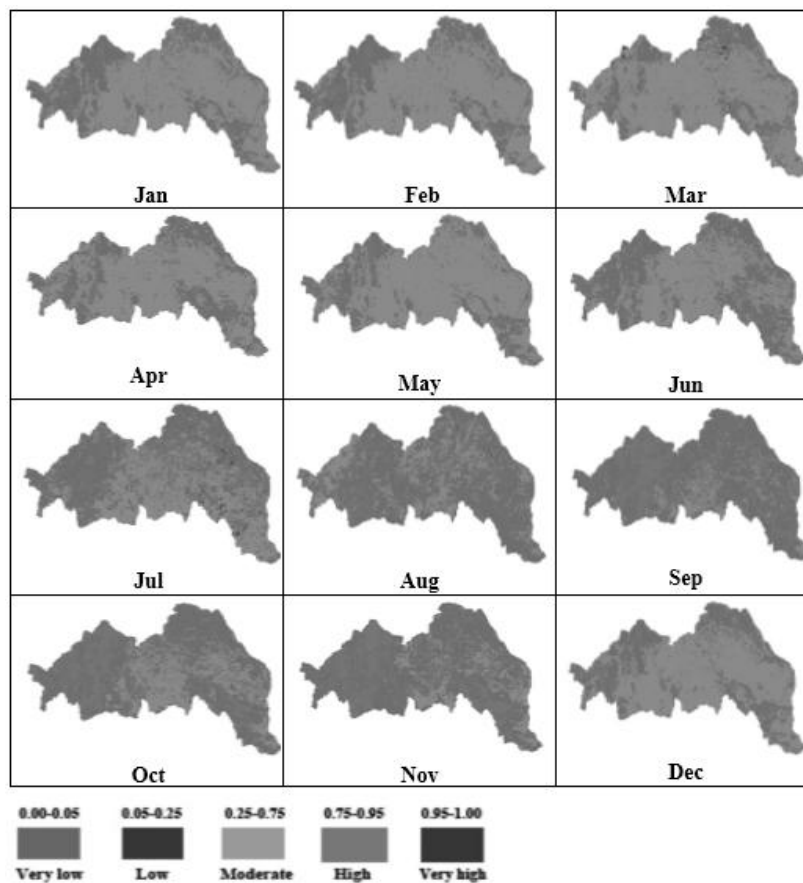 Jan Feb Mar
Apr May Jun
Jul Aug Sep
Oct Nov Dec
0.00-0.05 0.05-0.25 0.25-0.75 0.75-0.95 0.95-1.00
Very low Low Moderate High Very high